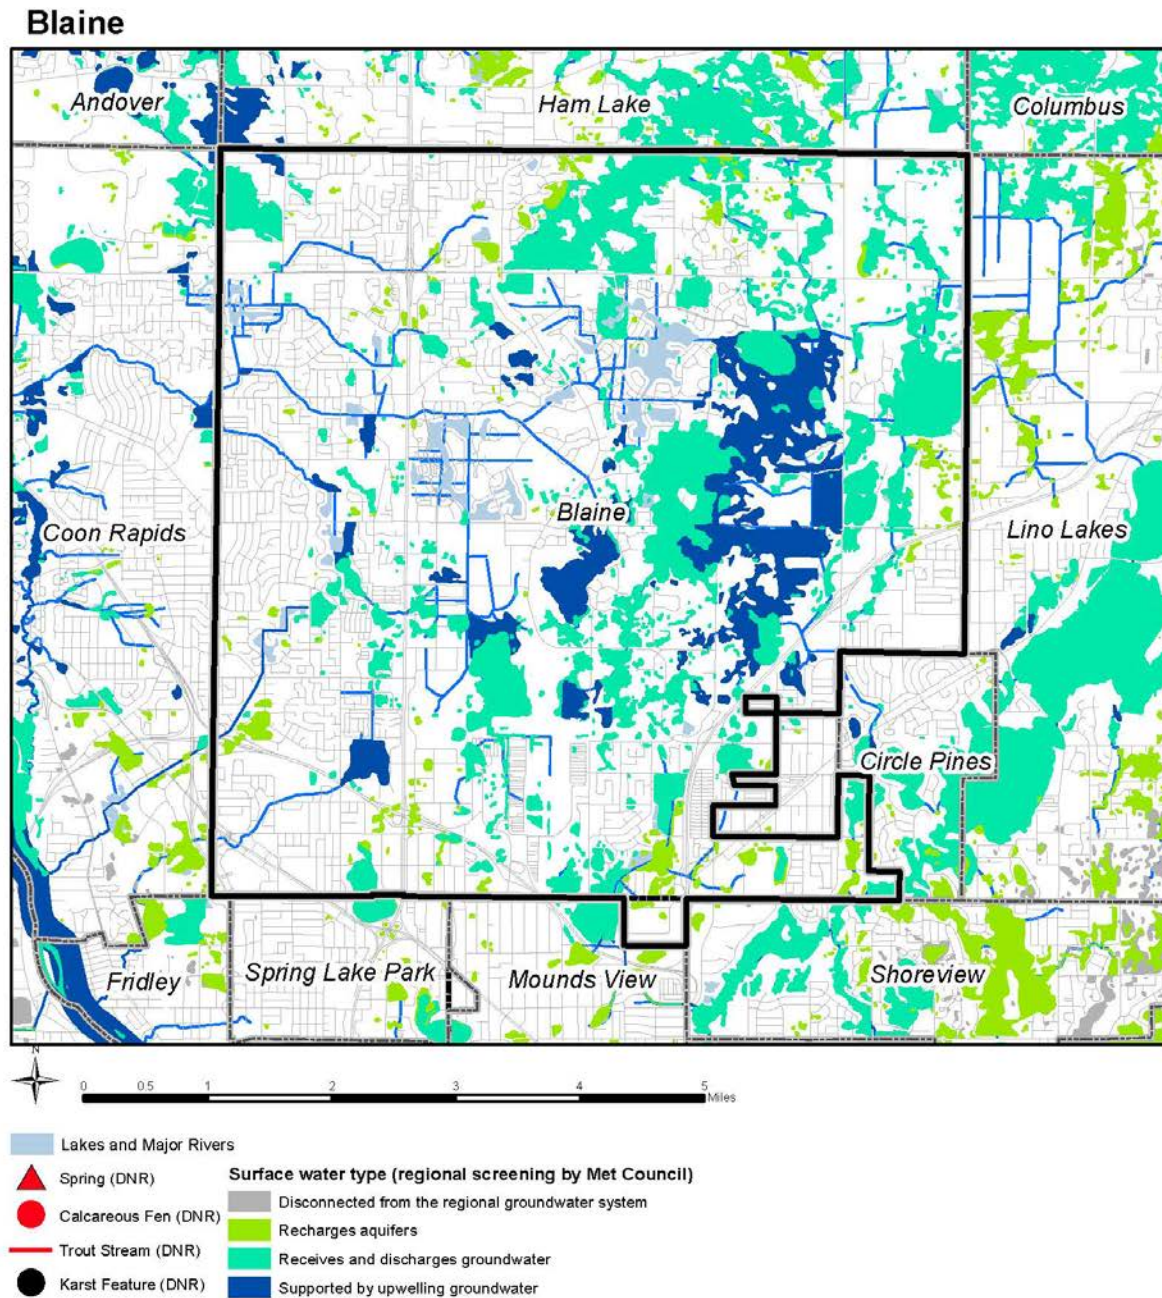 Blaine
Andover
Ham Lake
Columbus
Coon Rapids
Blaine
Lino Lakes
Circle Pines
Fridley
Spring Lake Park
Mounds View
Shoreview
N
0 0.5 1 2 3 4 5
Miles
Lakes and Major Rivers
Spring (DNR)
Calcareous Fen (DNR)
Trout Stream (DNR)
Karst Feature (DNR)
Surface water type (regional screening by Met Council)
Disconnected from the regional groundwater system
Recharges aquifers
Receives and discharges groundwater
Supported by upwelling groundwater